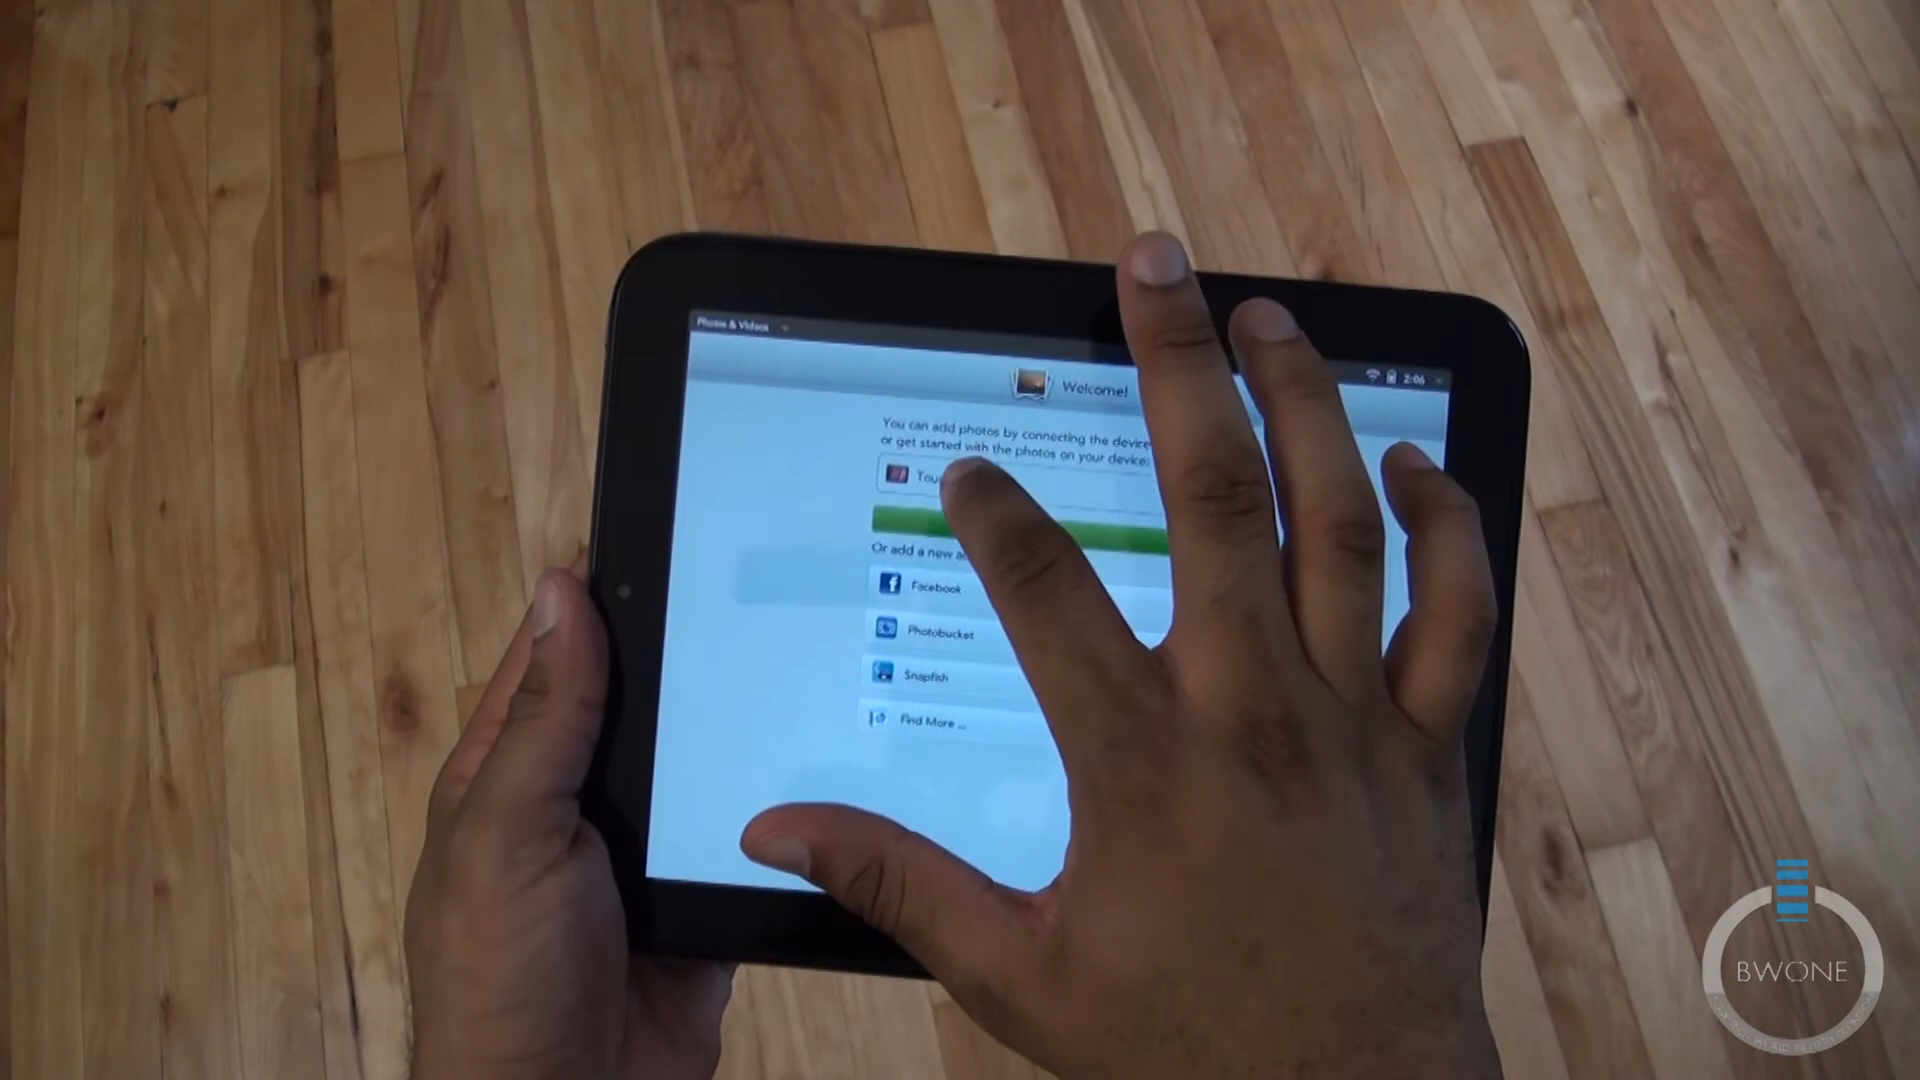 Photos & Videos
2:06
Welcome!
You can add photos by connecting the device
or get started with the photos on your device:
Tou
Or add a new a
Facebook
Photobucket
Snapfish
Find More ...
BWONE